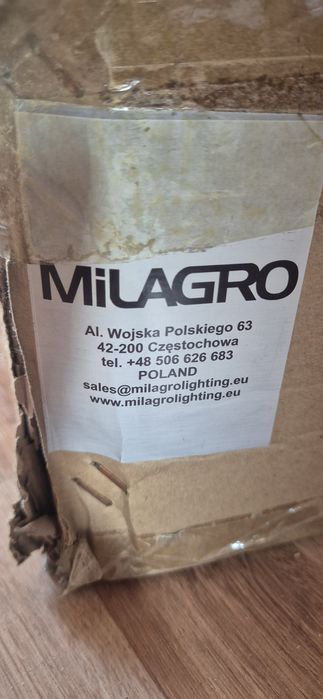 MiLAGRO
Al. Wojska Polskiego 63
42-200 Częstochowa
tel. +48 506 626 683
POLAND
sales@milagrolighting.eu
www.milagrolighting.eu